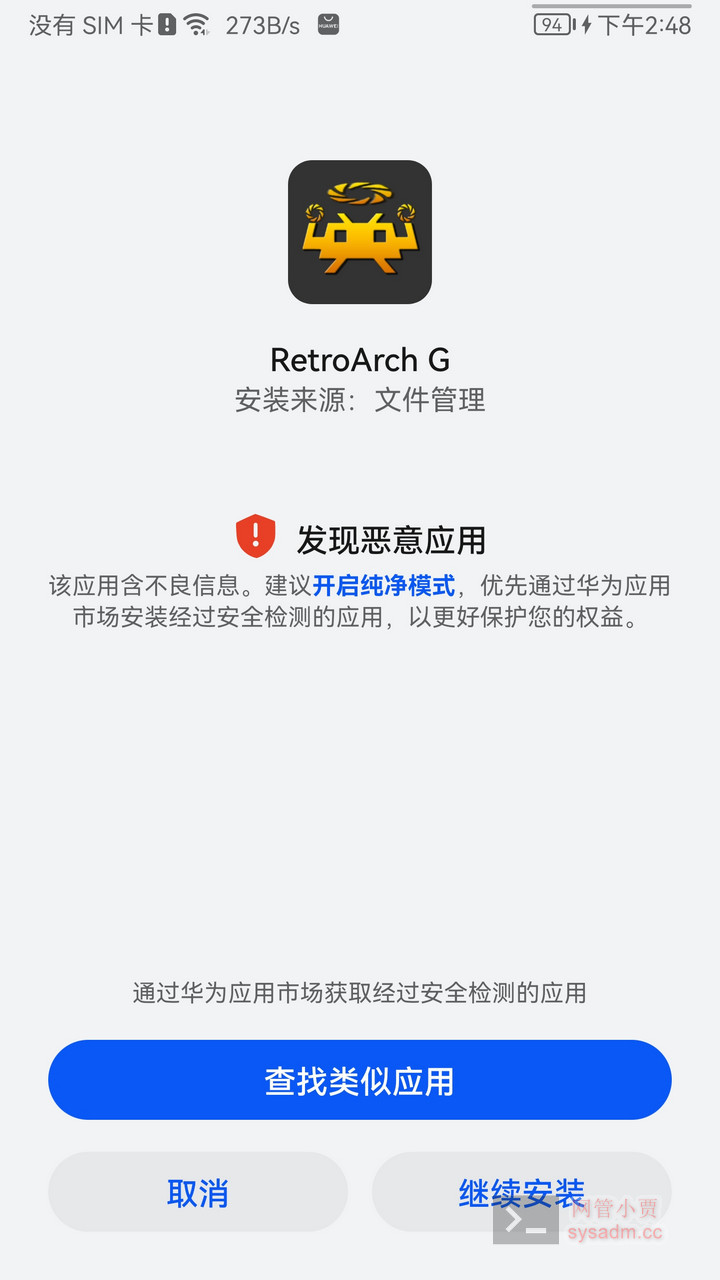 没有 SIM 卡 273B/s HUAWEI 94 下午2:48
RetroArch G
安装来源：文件管理
发现恶意应用
该应用含不良信息。建议开启纯净模式，优先通过华为应用
市场安装经过安全检测的应用，以更好保护您的权益。
通过华为应用市场获取经过安全检测的应用
查找类似应用
取消 继续安装
网管小贾
sysadm.cc